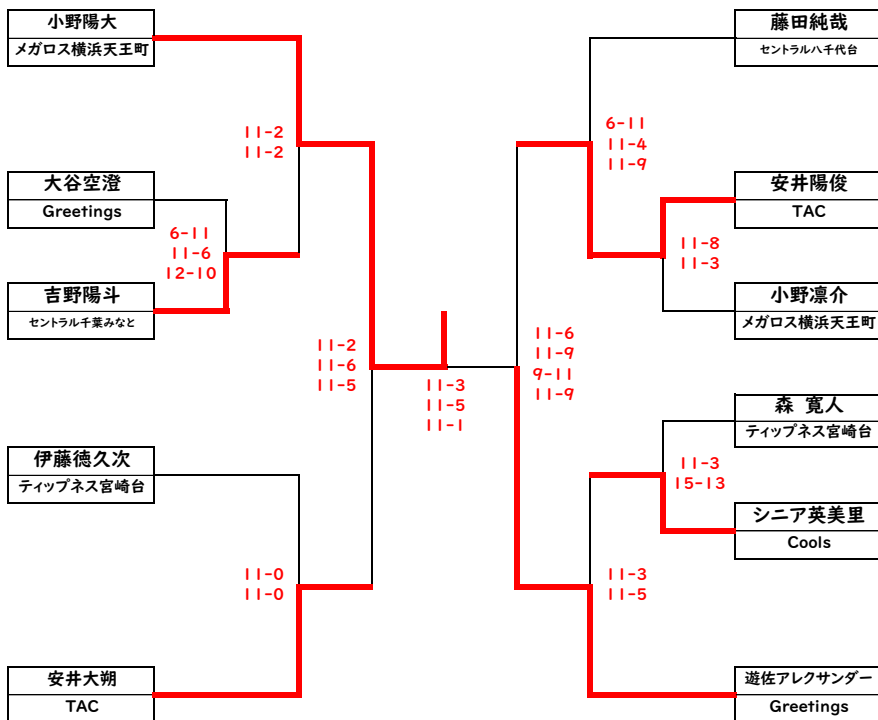 小野陽大
メガロス横浜天王町
11-2
11-2
大谷空澄
Greetings
6-11
11-6
12-10
吉野陽斗
セントラル千葉みなと
11-2
11-6
11-5
伊藤徳久次
ティップネス宮崎台
11-0
11-0
安井大朔
TAC
11-3
11-5
11-1
藤田純哉
セントラル八千代台
6-11
11-4
11-9
安井陽俊
TAC
11-8
11-3
小野凛介
メガロス横浜天王町
11-6
11-9
9-11
11-9
森 寛人
ティップネス宮崎台
11-3
15-13
シニア英美里
Cools
11-3
11-5
遊佐アレクサンダー
Greetings